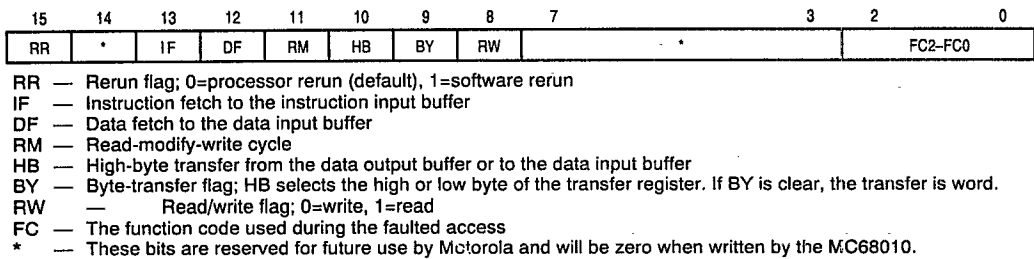 15 14 13 12 11 10 9 8 7 3 2 0
RR * IF DF RM HB BY RW * FC2–FC0
RR — Rerun flag; 0=processor rerun (default), 1=software rerun
IF — Instruction fetch to the instruction input buffer
DF — Data fetch to the data input buffer
RM — Read-modify-write cycle
HB — High-byte transfer from the data output buffer or to the data input buffer
BY — Byte-transfer flag; HB selects the high or low byte of the transfer register. If BY is clear, the transfer is word.
RW — Read/write flag; 0=write, 1=read
FC — The function code used during the faulted access
* — These bits are reserved for future use by Motorola and will be zero when written by the MC68010.